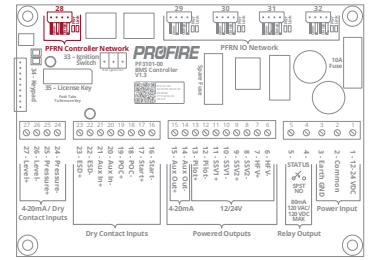 28
29
30
31
32
PFRN Controller Network
PFRN IO Network
33 – Ignition
Switch
34 – Keypad
35 – License Key
Push Tabs
To Remove Key
PROFIRE
PF3101-00
BMS Controller
V1.3
Spare Fuse
10A
Fuse
27 26 25 24
23 22 21 20 19 18 17 16
15 14 13 12 11 10 9 8 7 6
5 4 3 2 1
27 - Level+
26 - Level-
25 - Pressure+
24 - Pressure-
23 - ESD+
22 - ESD-
21 - Aux In+
20 - Aux In-
19 - POC+
18 - POC-
17 - Start+
16 - Start-
15 - Aux Out+
14 - Aux Out-
13 - Pilot+
12 - Pilot-
11 - SSV1+
10 - SSV1-
9 - SSV2+
8 - SSV2-
7 - HFV+
6 - HFV-
5 -
4 -
STATUS
SPST
NO
60mA
120 VAC/
120 VDC
MAX
3 - Earth GND
2 - Common
1 - 12-24 VDC
4-20mA / Dry
Contact Inputs
Dry Contact Inputs
4-20mA
12/24V
Powered Outputs
Relay Output
Power Input